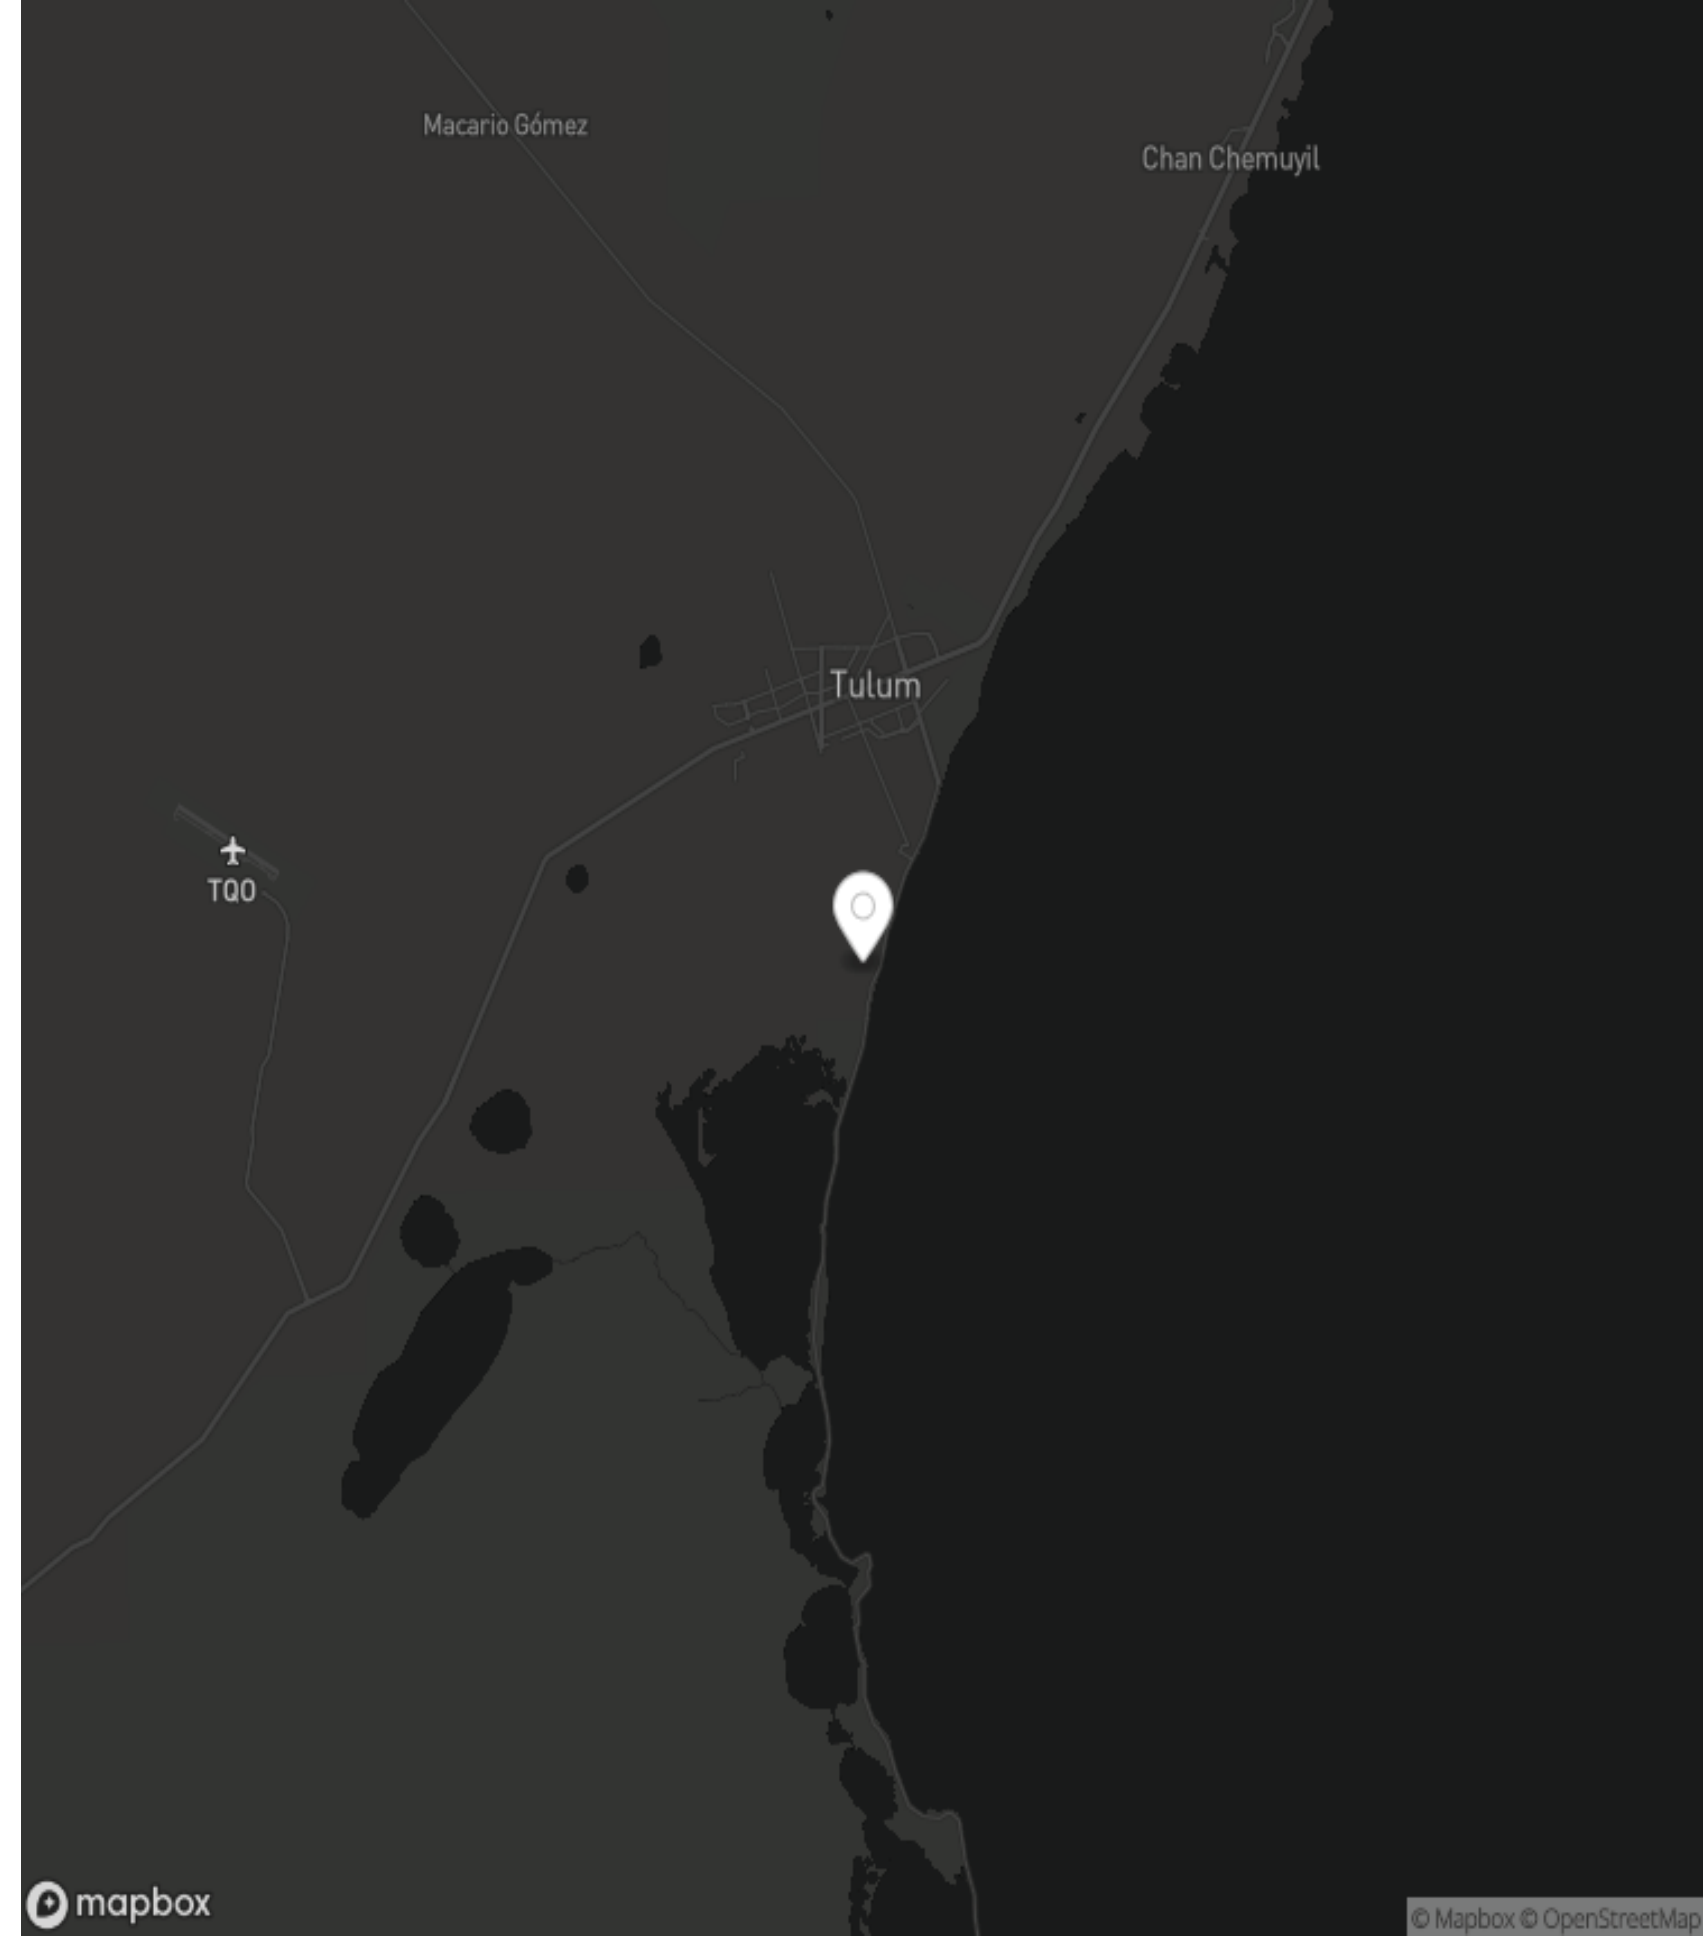 Macario Gómez
Chan Chemuyil
Tulum
TQO
mapbox
© Mapbox © OpenStreetMap